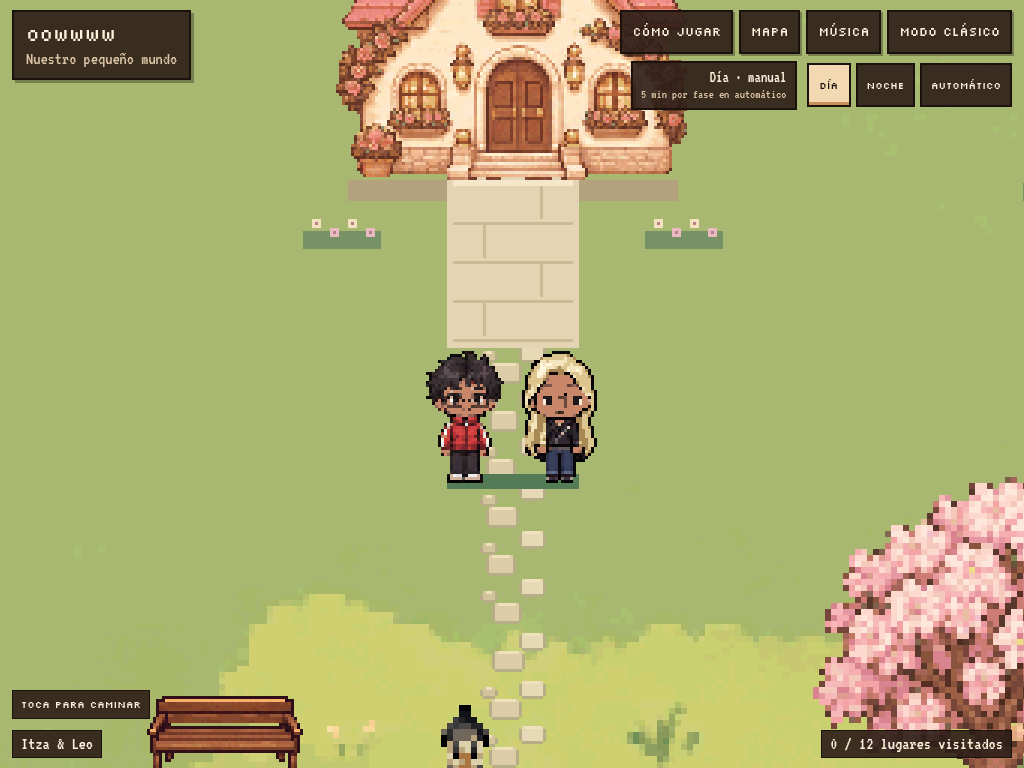 OOWWWW
Nuestro pequeño mundo
CÓMO JUGAR
MAPA
MÚSICA
MODO CLÁSICO
Día · manual
5 min por fase en automático
DÍA
NOCHE
AUTOMÁTICO
TOCA PARA CAMINAR
Itza & Leo
0 / 12 lugares visitados